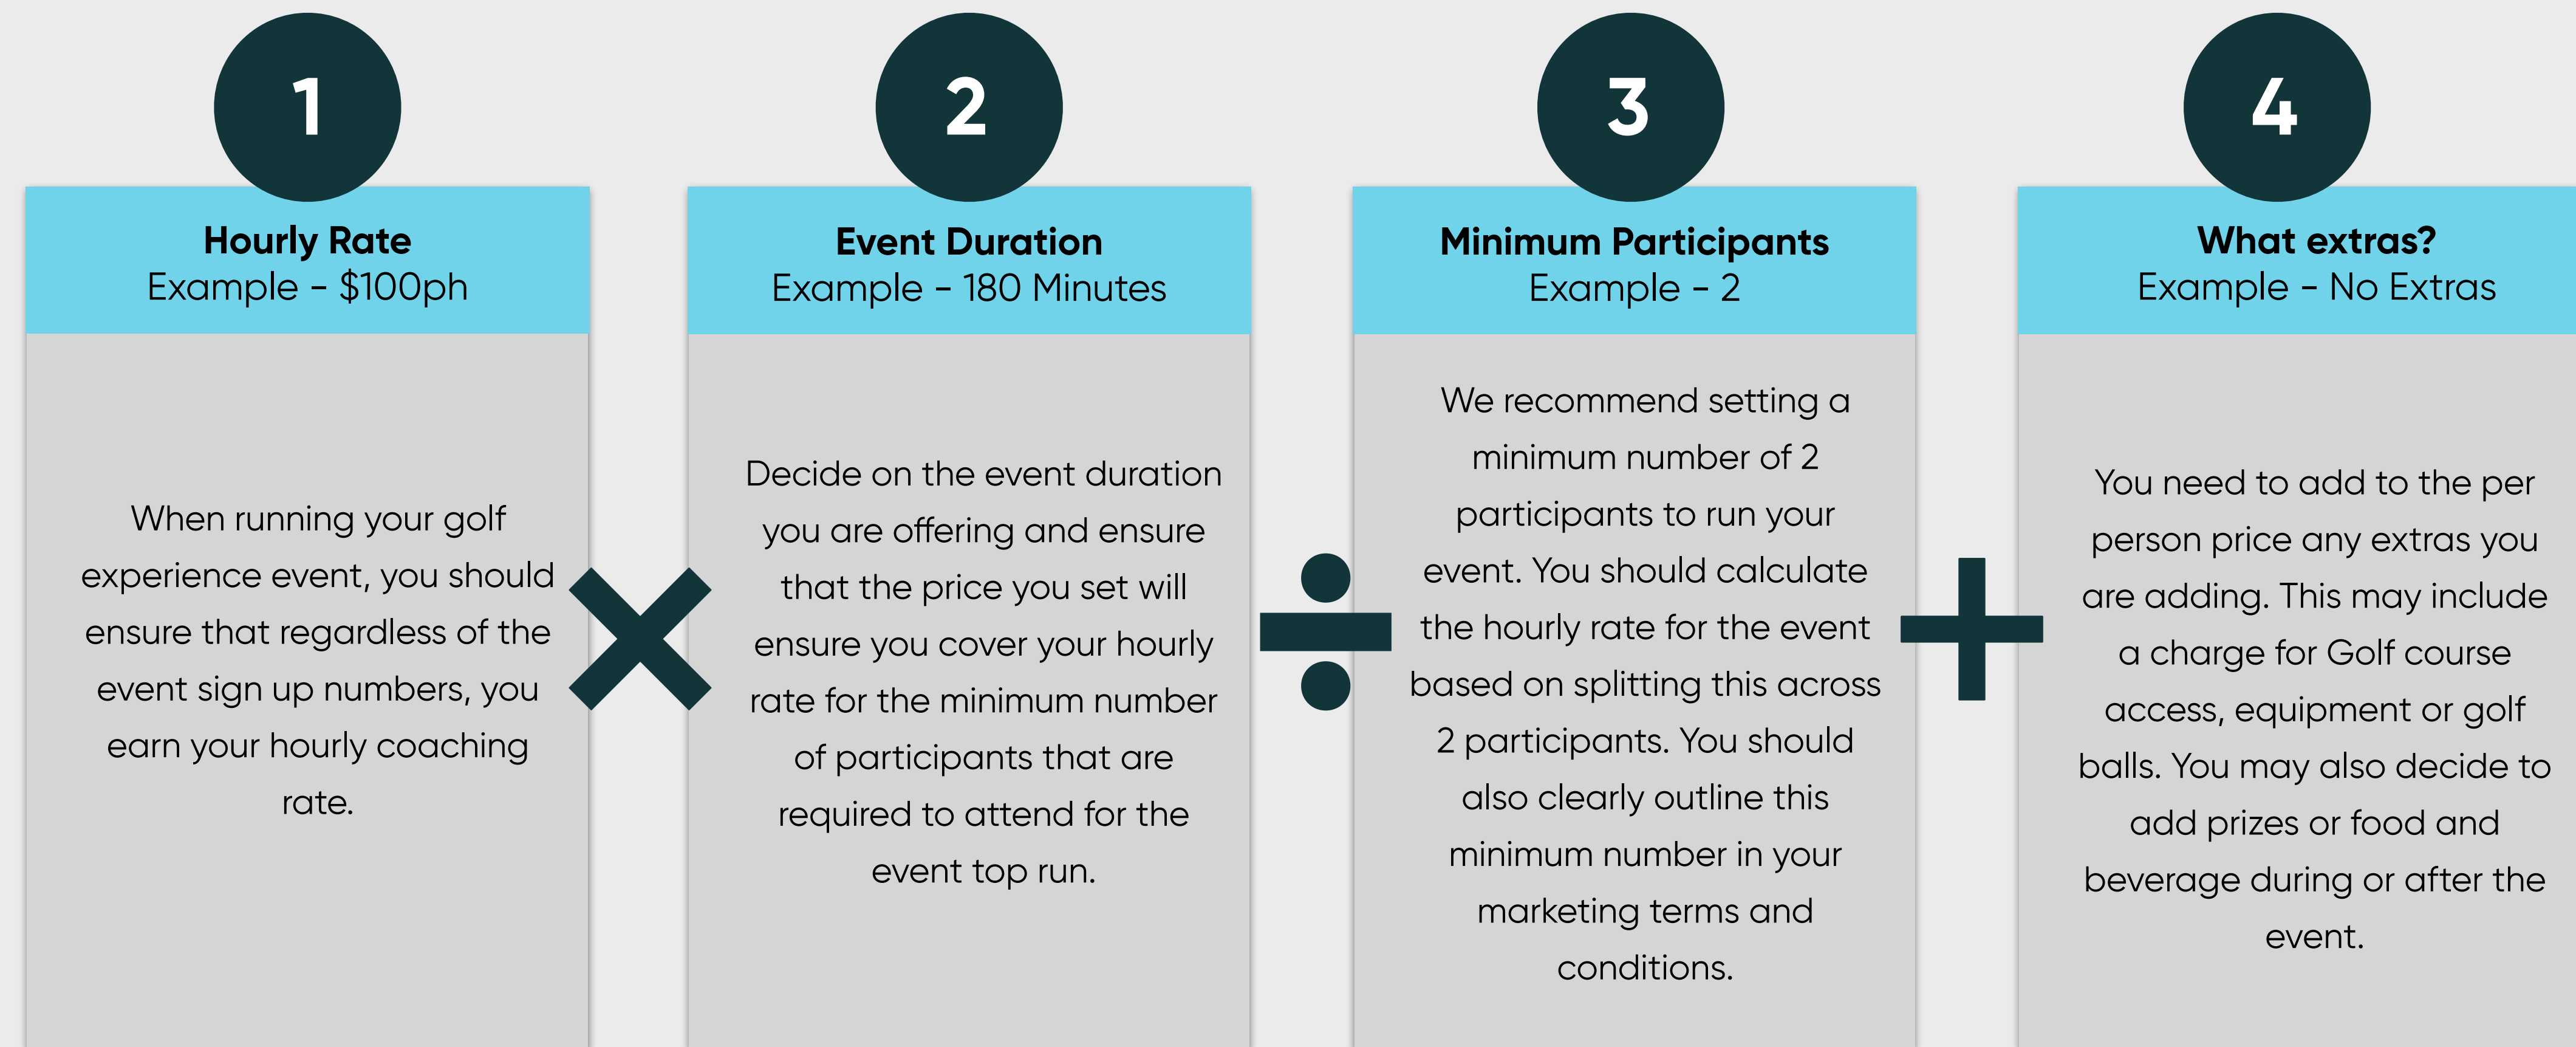 1
Hourly Rate
Example - $100ph
When running your golf
experience event, you should
ensure that regardless of the
event sign up numbers, you
earn your hourly coaching
rate.
×
2
Event Duration
Example - 180 Minutes
Decide on the event duration
you are offering and ensure
that the price you set will
ensure you cover your hourly
rate for the minimum number
of participants that are
required to attend for the
event top run.
÷
3
Minimum Participants
Example - 2
We recommend setting a
minimum number of 2
participants to run your
event. You should calculate
the hourly rate for the event
based on splitting this across
2 participants. You should
also clearly outline this
minimum number in your
marketing terms and
conditions.
+
4
What extras?
Example - No Extras
You need to add to the per
person price any extras you
are adding. This may include
a charge for Golf course
access, equipment or golf
balls. You may also decide to
add prizes or food and
beverage during or after the
event.